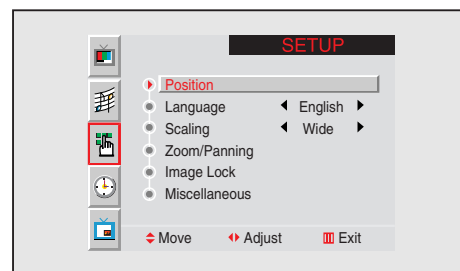 SETUP
Position
Language English
Scaling Wide
Zoom/Panning
Image Lock
Miscellaneous
Move Adjust Exit